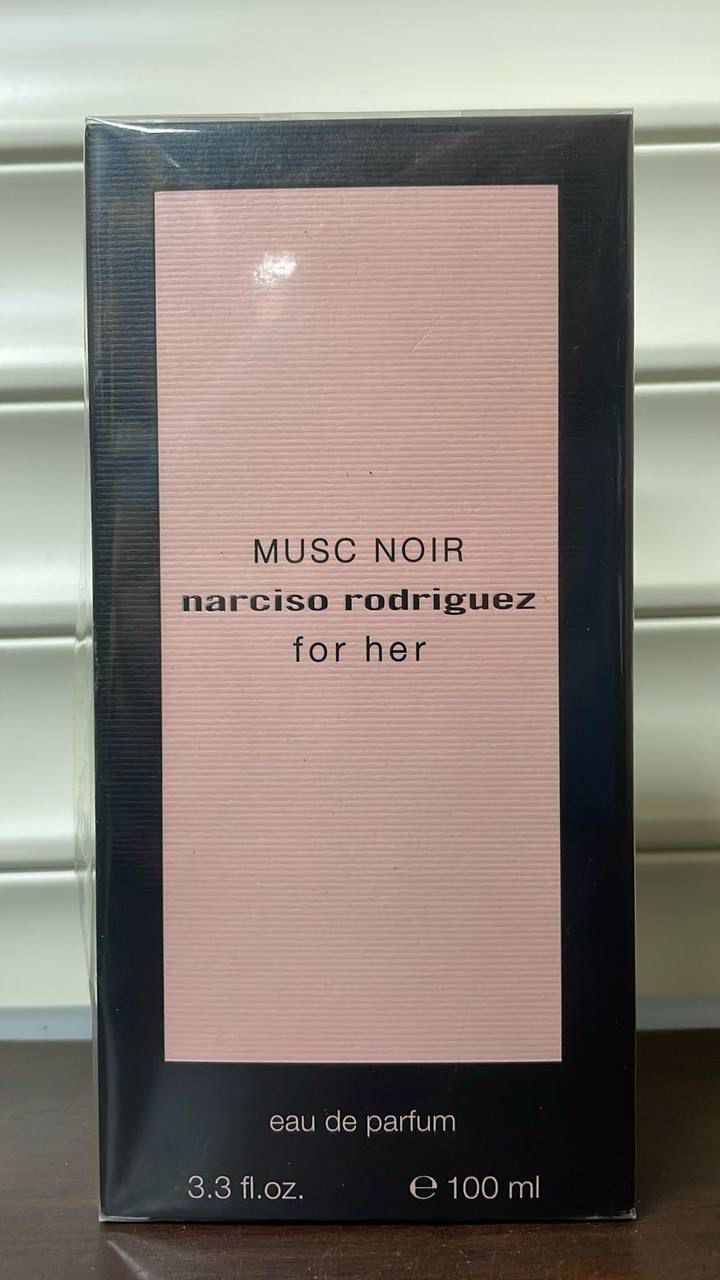 MUSC NOIR
narciso rodriguez
for her
eau de parfum
3.3 fl.oz. ℮ 100 ml